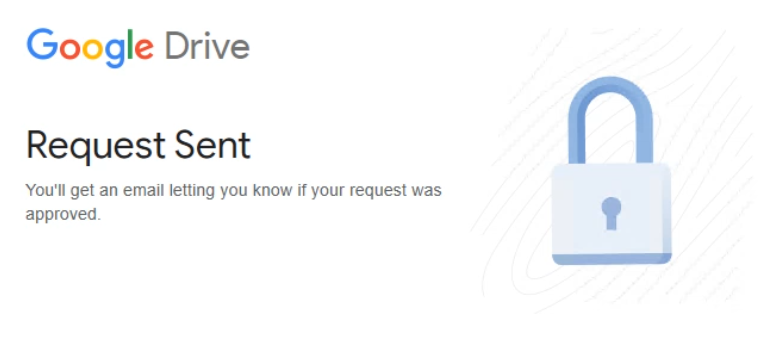 Google Drive
Request Sent
You'll get an email letting you know if your request was
approved.